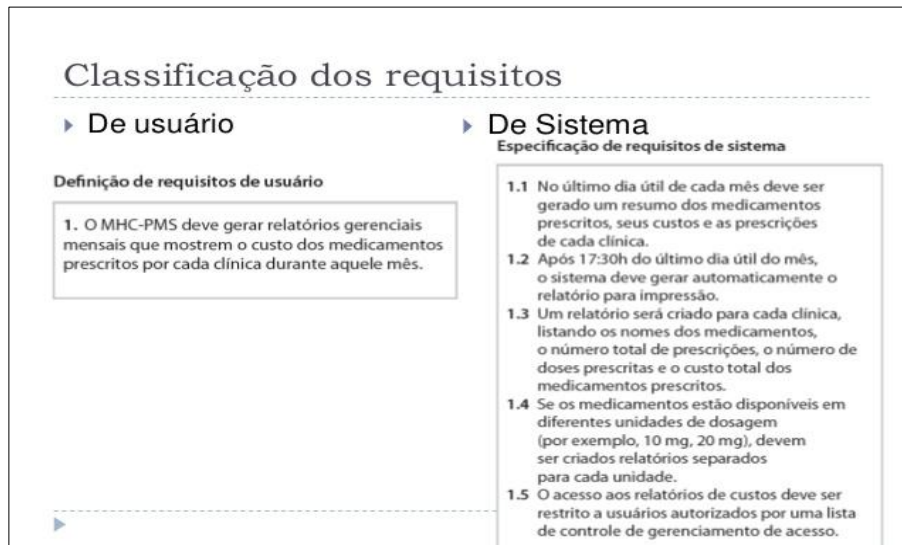 Classificação dos requisitos
De usuário
Definição de requisitos de usuário
1. O MHC-PMS deve gerar relatórios gerenciais
mensais que mostrem o custo dos medicamentos
prescritos por cada clínica durante aquele mês.
De Sistema
Especificação de requisitos de sistema
1.1 No último dia útil de cada mês deve ser
gerado um resumo dos medicamentos
prescritos, seus custos e as prescrições
de cada clínica.
1.2 Após 17:30h do último dia útil do mês,
o sistema deve gerar automaticamente o
relatório para impressão.
1.3 Um relatório será criado para cada clínica,
listando os nomes dos medicamentos,
o número total de prescrições, o número de
doses prescritas e o custo total dos
medicamentos prescritos.
1.4 Se os medicamentos estão disponíveis em
diferentes unidades de dosagem
(por exemplo, 10 mg, 20 mg), devem
ser criados relatórios separados
para cada unidade.
1.5 O acesso aos relatórios de custos deve ser
restrito a usuários autorizados por uma lista
de controle de gerenciamento de acesso.